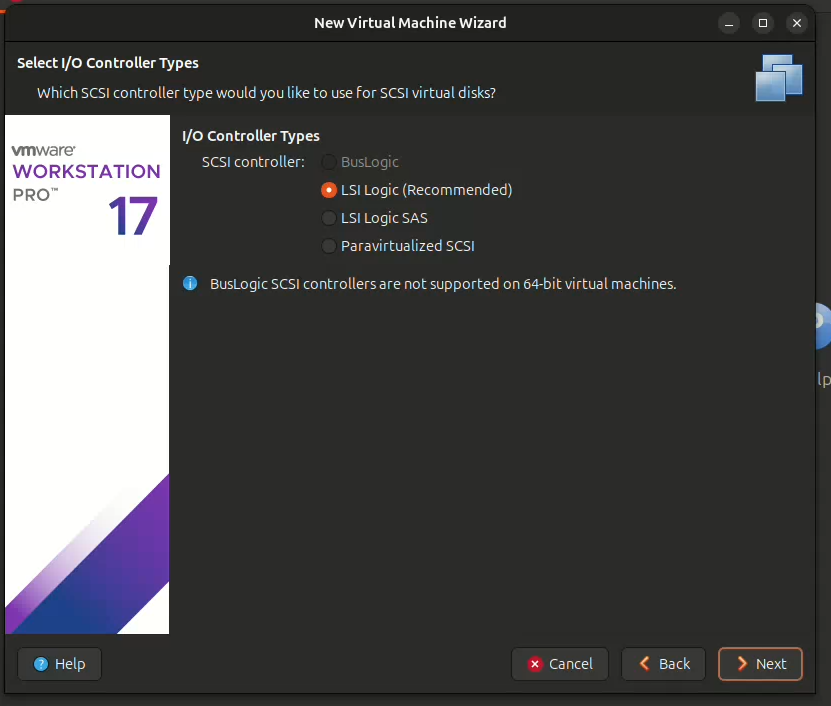 New Virtual Machine Wizard
Select I/O Controller Types
Which SCSI controller type would you like to use for SCSI virtual disks?
vmware
WORKSTATION
PRO™
17
I/O Controller Types
SCSI controller:
BusLogic
LSI Logic (Recommended)
LSI Logic SAS
Paravirtualized SCSI
BusLogic SCSI controllers are not supported on 64-bit virtual machines.
lp
Help
Cancel
Back
Next